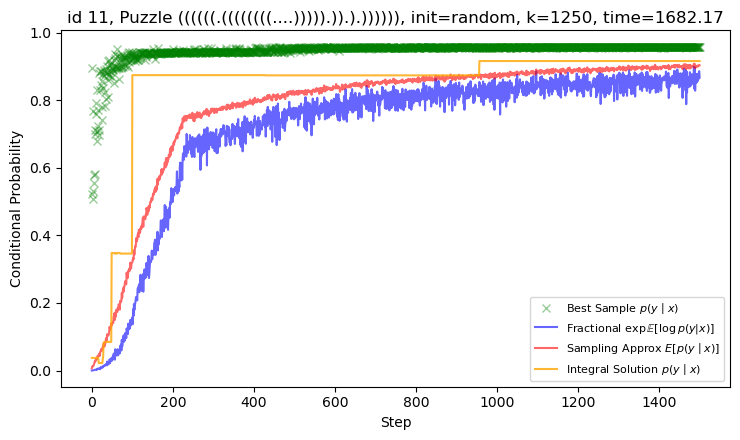 id 11, Puzzle ((((((.((((((((....))))).)).).)))))), init=random, k=1250, time=1682.17
Conditional Probability
1.0
0.8
0.6
0.4
0.2
0.0
0 200 400 600 800 1000 1200 1400
Step
Best Sample p(y | x)
Fractional exp𝔼[log p(y|x)]
Sampling Approx E[p(y | x)]
Integral Solution p(y | x)